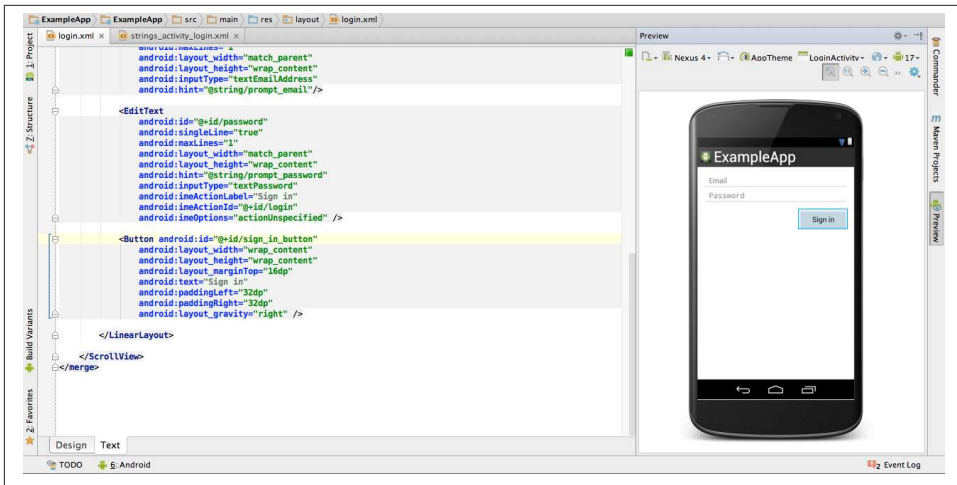 ExampleApp ExampleApp src main res layout login.xml
login.xml × strings_activity_login.xml ×
android:maxLines="1"
android:layout_width="match_parent"
android:layout_height="wrap_content"
android:inputType="textEmailAddress"
android:hint="@string/prompt_email"/>
<EditText
android:id="@+id/password"
android:singleLine="true"
android:maxLines="1"
android:layout_width="match_parent"
android:layout_height="wrap_content"
android:hint="@string/prompt_password"
android:inputType="textPassword"
android:imeActionLabel="Sign in"
android:imeActionId="@+id/login"
android:imeOptions="actionUnspecified" />
<Button android:id="@+id/sign_in_button"
android:layout_width="wrap_content"
android:layout_height="wrap_content"
android:layout_marginTop="16dp"
android:text="Sign in"
android:paddingLeft="32dp"
android:paddingRight="32dp"
android:layout_gravity="right" />
</LinearLayout>
</ScrollView>
</merge>
Design Text
1: Project
Z: Structure
Build Variants
2: Favorites
Preview
Nexus 4 AppTheme LoginActivity 17
ExampleApp
Email
Password
Sign in
Commander
m Maven Projects
Preview
TODO 6: Android 2 Event Log